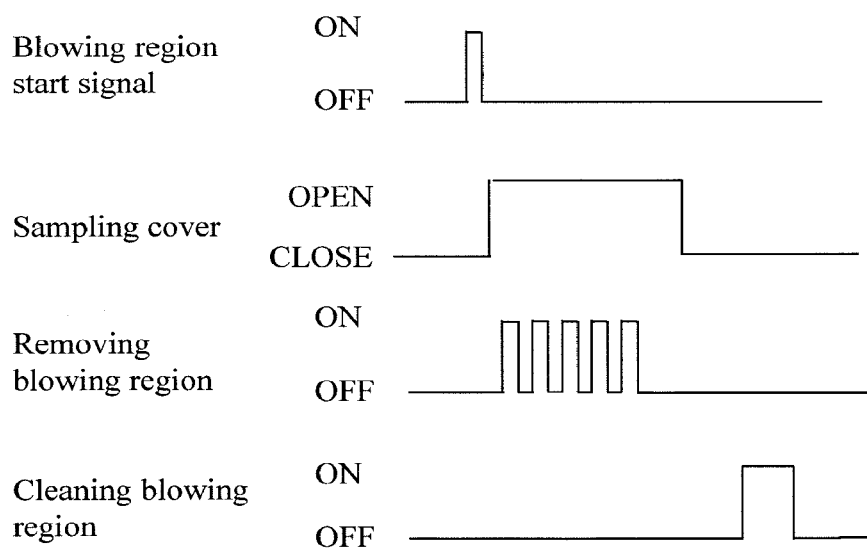 Blowing region
start signal
ON
OFF
Sampling cover
OPEN
CLOSE
Removing
blowing region
ON
OFF
Cleaning blowing
region
ON
OFF